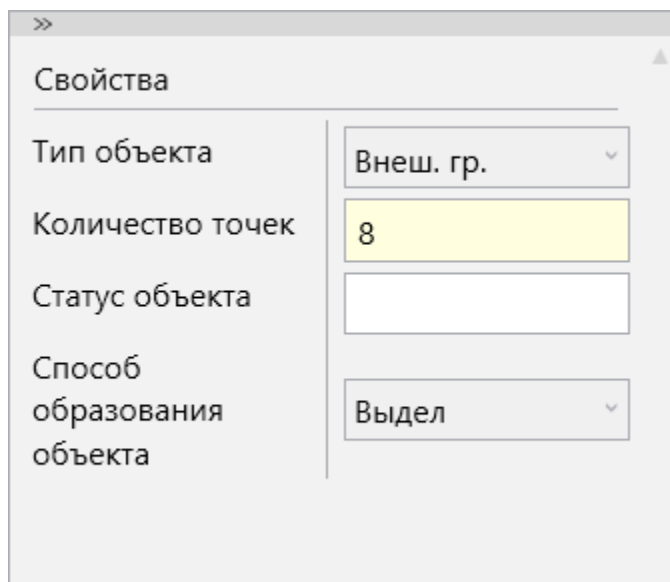 Свойства
Тип объекта
Внеш. гр.
Количество точек
8
Статус объекта
Способ
образования
объекта
Выдел